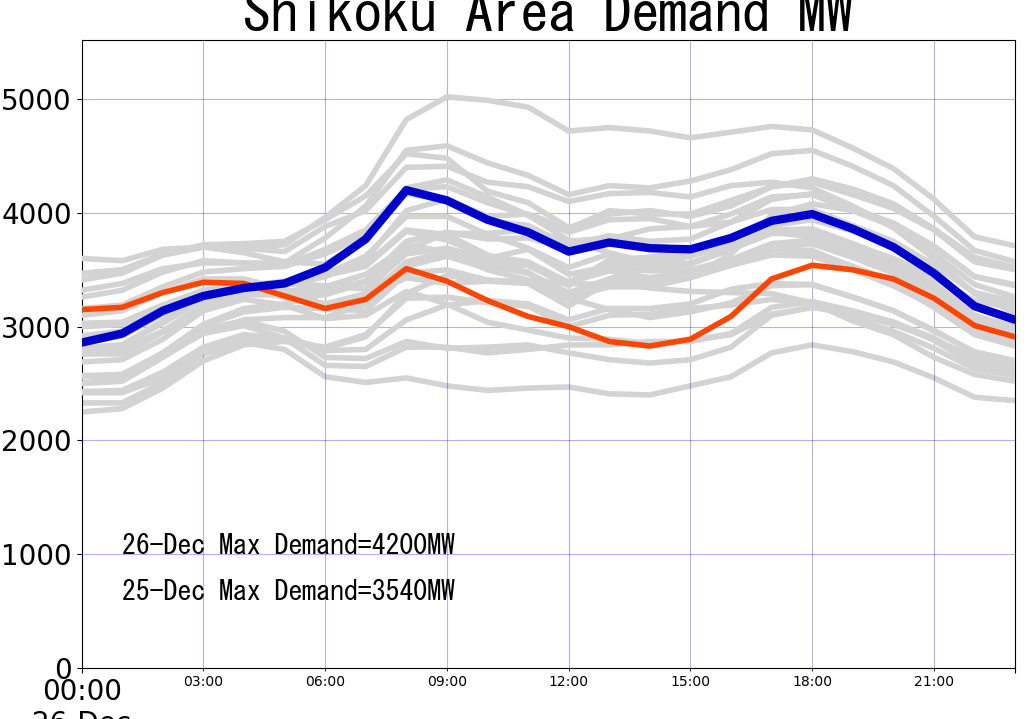 Shikoku Area Demand MW
5000
4000
3000
2000
1000
0
26-Dec Max Demand=4200MW
25-Dec Max Demand=3540MW
00:00 03:00 06:00 09:00 12:00 15:00 18:00 21:00
26 Dec